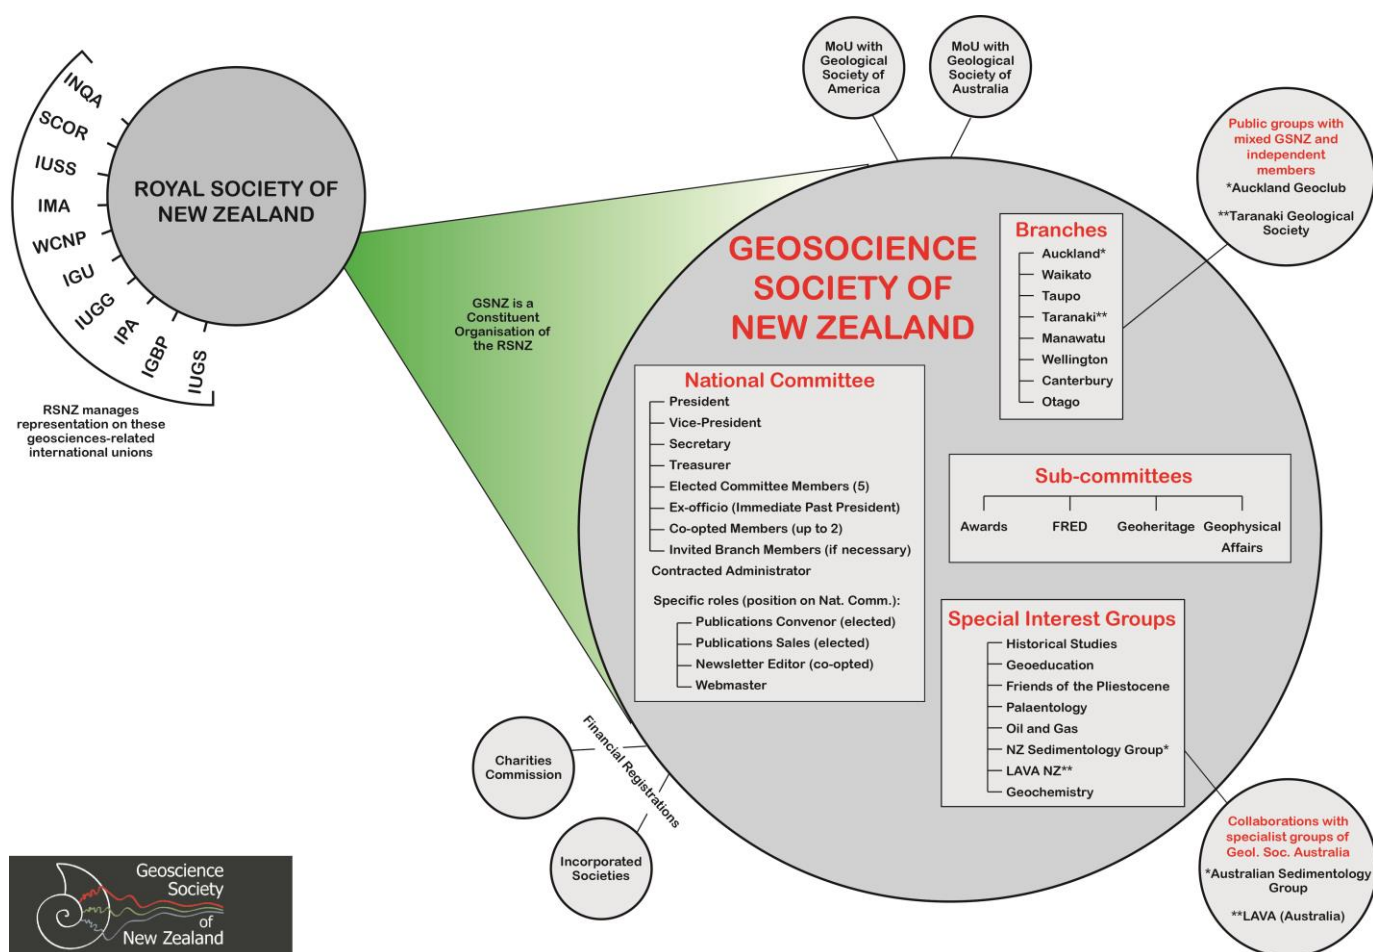 INQA
SCOR
IUSS
IMA
WCNP
IGU
IUGG
IPA
IGBP
IUGS
ROYAL SOCIETY OF
NEW ZEALAND
RSNZ manages
representation on these
geosciences-related
international unions
GSNZ is a
Constituent
Organisation of
the RSNZ
MoU with
Geological
Society of
America
MoU with
Geological
Society of
Australia
Public groups with
mixed GSNZ and
independent
members
*Auckland Geoclub
**Taranaki Geological
Society
GEOSOCIENCE
SOCIETY OF
NEW ZEALAND
Branches
Auckland*
Waikato
Taupo
Taranaki**
Manawatu
Wellington
Canterbury
Otago
National Committee
President
Vice-President
Secretary
Treasurer
Elected Committee Members (5)
Ex-officio (Immediate Past President)
Co-opted Members (up to 2)
Invited Branch Members (if necessary)
Contracted Administrator
Specific roles (position on Nat. Comm.):
Publications Convenor (elected)
Publications Sales (elected)
Newsletter Editor (co-opted)
Webmaster
Sub-committees
Awards
FRED
Geoheritage
Geophysical
Affairs
Special Interest Groups
Historical Studies
Geoeducation
Friends of the Pliestocene
Palaentology
Oil and Gas
NZ Sedimentology Group*
LAVA NZ**
Geochemistry
Financial Registrations
Charities
Commission
Incorporated
Societies
Collaborations with
specialist groups of
Geol. Soc. Australia
*Australian Sedimentology
Group
**LAVA (Australia)
Geoscience
Society
of
New Zealand